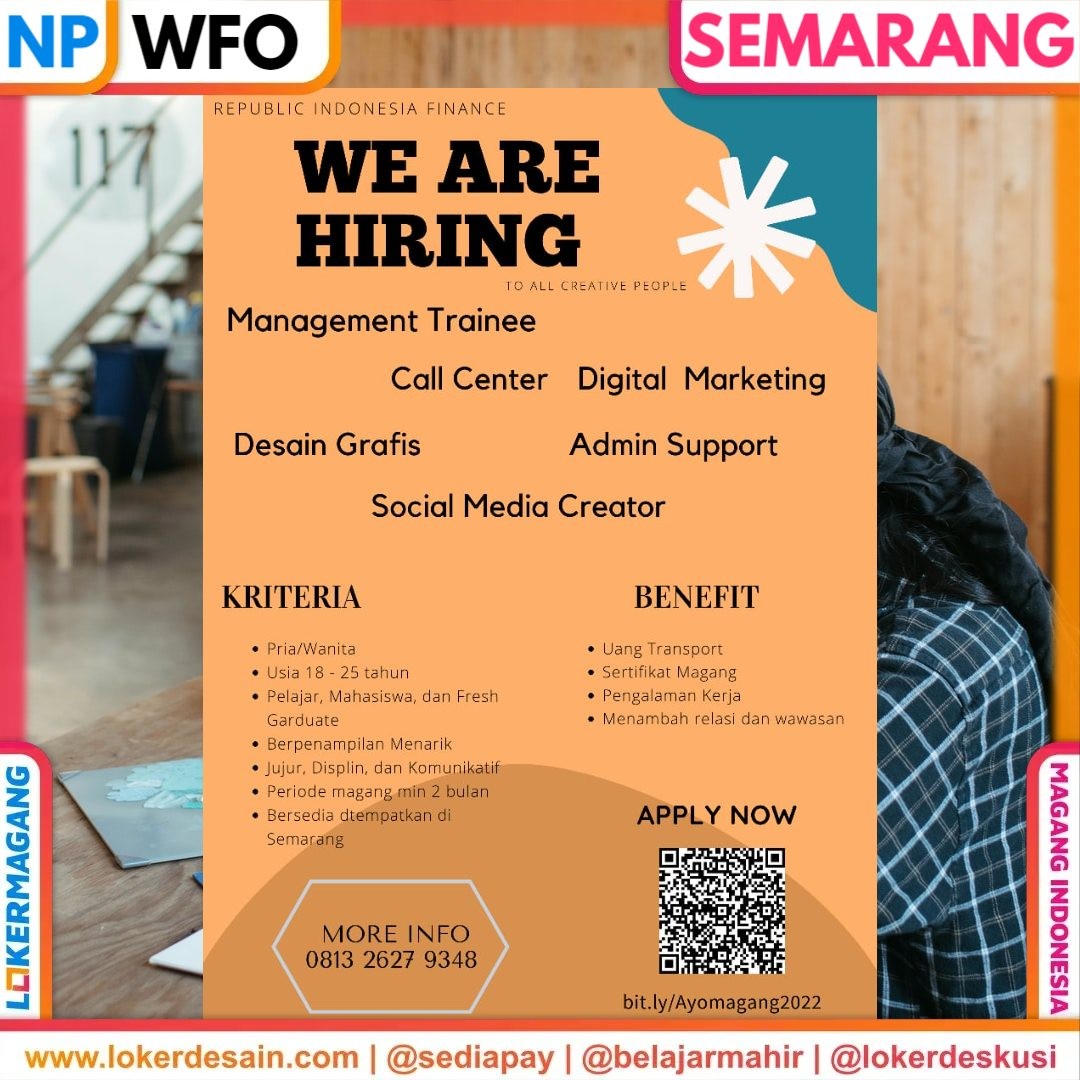 NP WFO
SEMARANG
117
REPUBLIC INDONESIA FINANCE
WE ARE
HIRING
TO ALL CREATIVE PEOPLE
Management Trainee
Call Center Digital Marketing
Desain Grafis Admin Support
Social Media Creator
KRITERIA
Pria/Wanita
Usia 18 - 25 tahun
Pelajar, Mahasiswa, dan Fresh
Garduate
Berpenampilan Menarik
Jujur, Displin, dan Komunikatif
Periode magang min 2 bulan
Bersedia dtempatkan di
Semarang
BENEFIT
Uang Transport
Sertifikat Magang
Pengalaman Kerja
Menambah relasi dan wawasan
APPLY NOW
MORE INFO
0813 2627 9348
bit.ly/Ayomagang2022
LOKERMAGANG
MAGANG INDONESIA
www.lokerdesain.com | @sediapay | @belajarmahir | @lokerdeskusi